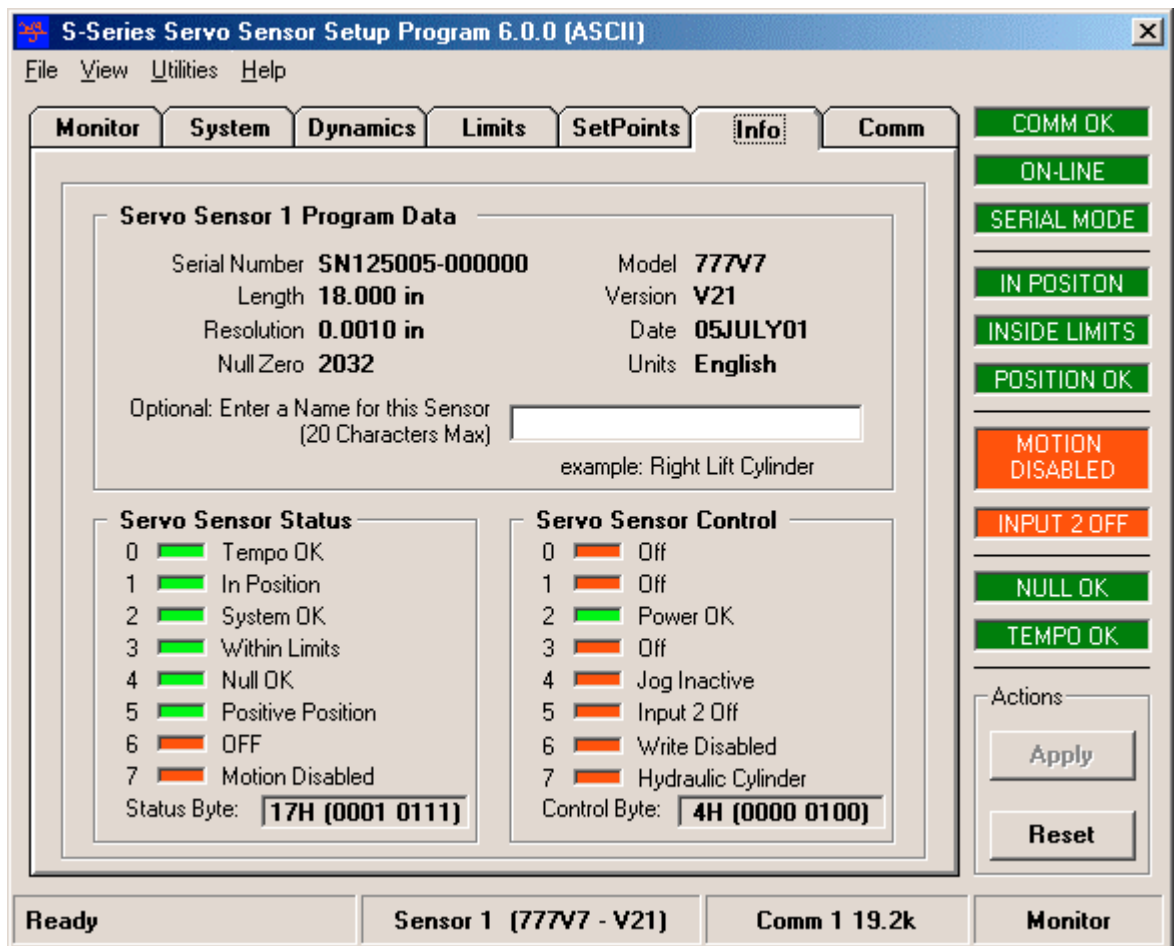 S-Series Servo Sensor Setup Program 6.0.0 (ASCII)
File View Utilities Help
Monitor System Dynamics Limits SetPoints Info Comm
Servo Sensor 1 Program Data
Serial Number SN125005-000000 Model 777V7
Length 18.000 in Version V21
Resolution 0.0010 in Date 05JULY01
Null Zero 2032 Units English
Optional: Enter a Name for this Sensor
(20 Characters Max)
example: Right Lift Cylinder
Servo Sensor Status
0 Tempo OK
1 In Position
2 System OK
3 Within Limits
4 Null OK
5 Positive Position
6 OFF
7 Motion Disabled
Status Byte: 17H (0001 0111)
Servo Sensor Control
0 Off
1 Off
2 Power OK
3 Off
4 Jog Inactive
5 Input 2 Off
6 Write Disabled
7 Hydraulic Cylinder
Control Byte: 4H (0000 0100)
COMM OK
ON-LINE
SERIAL MODE
IN POSITON
INSIDE LIMITS
POSITION OK
MOTION
DISABLED
INPUT 2 OFF
NULL OK
TEMPO OK
Actions
Apply
Reset
Ready Sensor 1 (777V7 - V21) Comm 1 19.2k Monitor